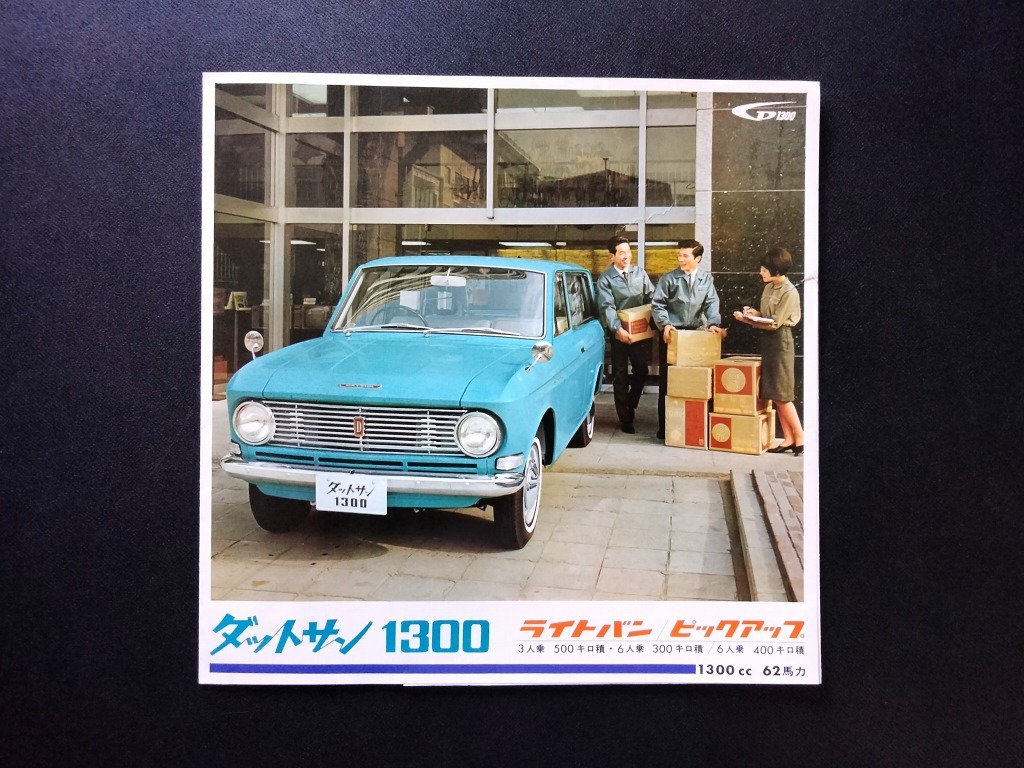 GD1300
D
ダットサン
1300
ダットサン 1300
ライトバン/ピックアップ。
3人乗 500キロ積・6人乗 300キロ積/6人乗 400キロ積
1300cc 62馬力